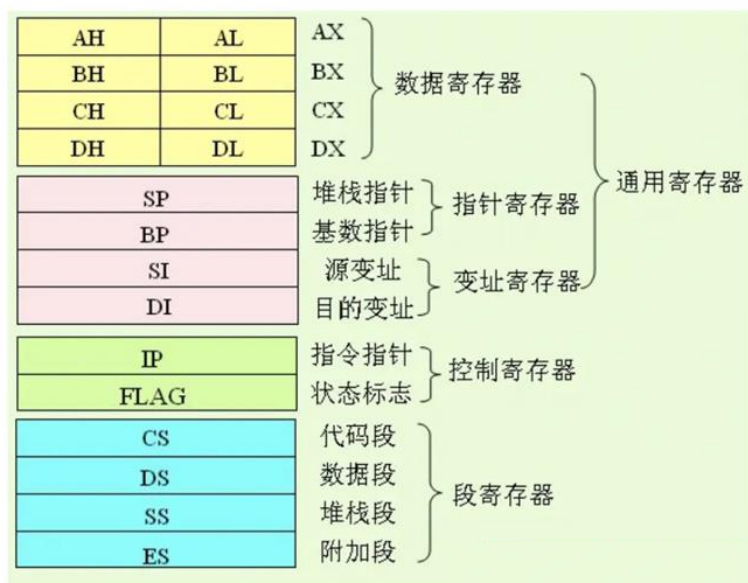 AH AL AX
BH BL BX
CH CL CX
DH DL DX
数据寄存器
SP 堆栈指针
BP 基数指针
指针寄存器
SI 源变址
DI 目的变址
变址寄存器
通用寄存器
IP 指令指针
FLAG 状态标志
控制寄存器
CS 代码段
DS 数据段
SS 堆栈段
ES 附加段
段寄存器